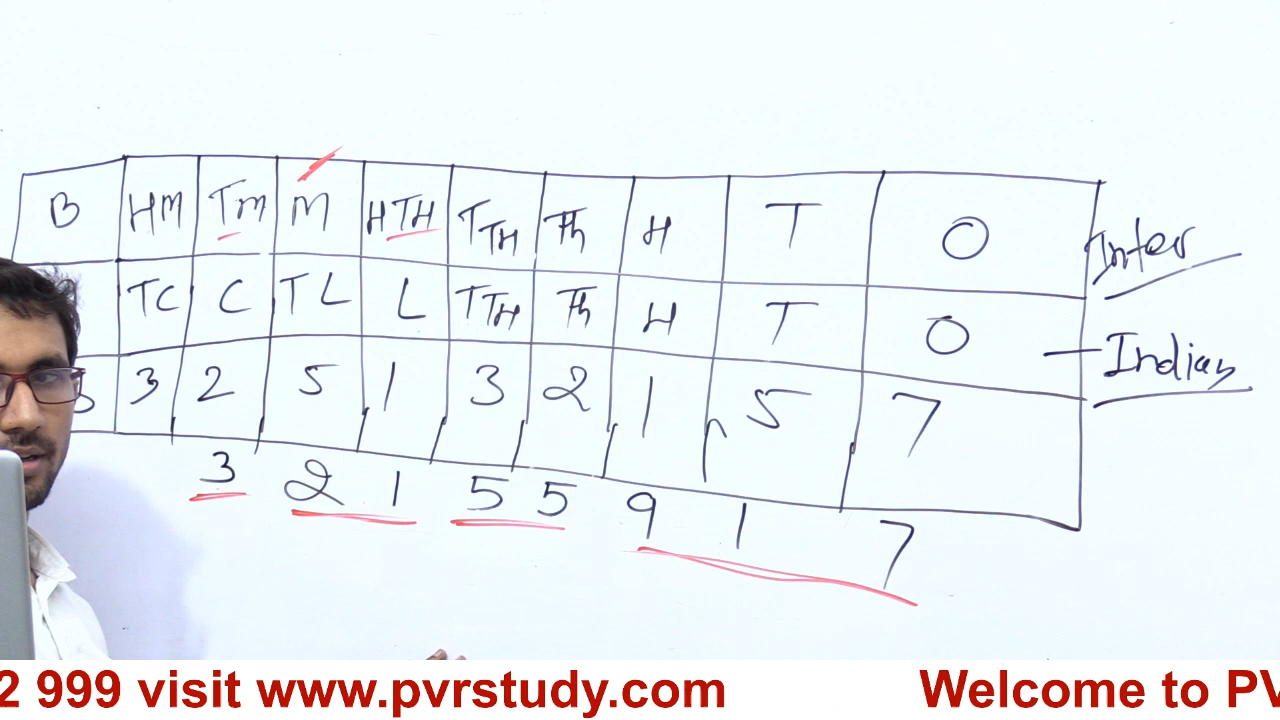 B HM TM M HTH TTH Th H T O Inter
TC C TL L TTH Th H T O — Indian
3 2 5 1 3 2 1 5 7
3 2 1 5 5 9 1 7
2 999 visit www.pvrstudy.com Welcome to PV